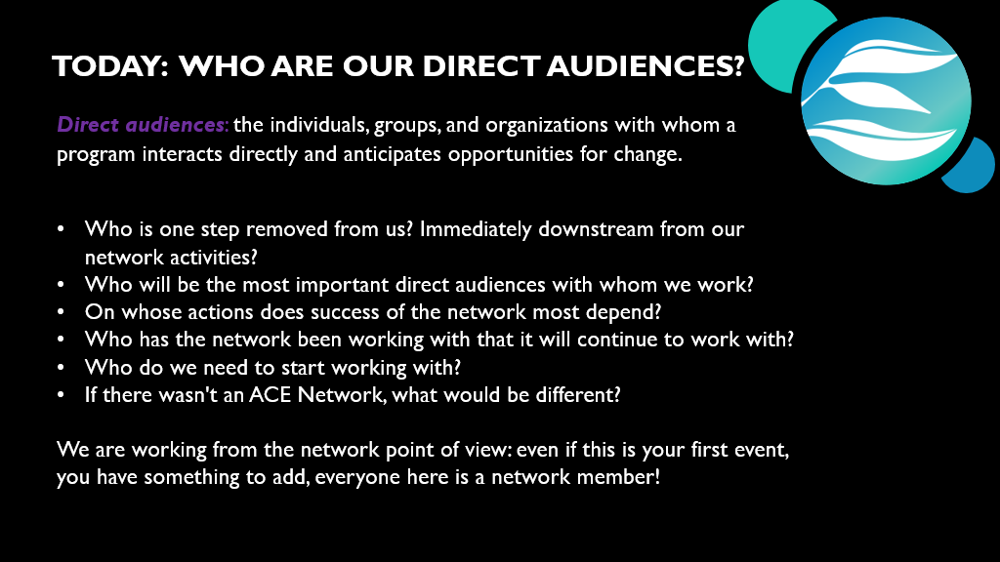 TODAY: WHO ARE OUR DIRECT AUDIENCES?
Direct audiences: the individuals, groups, and organizations with whom a
program interacts directly and anticipates opportunities for change.
• Who is one step removed from us? Immediately downstream from our
network activities?
• Who will be the most important direct audiences with whom we work?
• On whose actions does success of the network most depend?
• Who has the network been working with that it will continue to work with?
• Who do we need to start working with?
• If there wasn't an ACE Network, what would be different?
We are working from the network point of view: even if this is your first event,
you have something to add, everyone here is a network member!